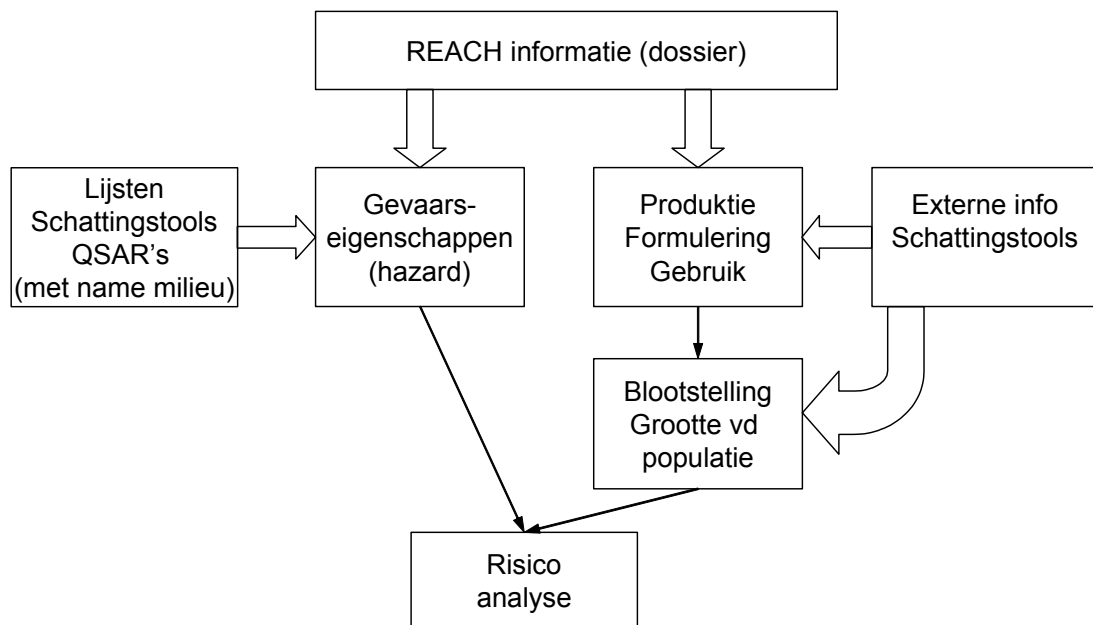 REACH informatie (dossier)
Lijsten
Schattingstools
QSAR's
(met name milieu)
Gevaars-
eigenschappen
(hazard)
Produktie
Formulering
Gebruik
Externe info
Schattingstools
Blootstelling
Grootte vd
populatie
Risico
analyse